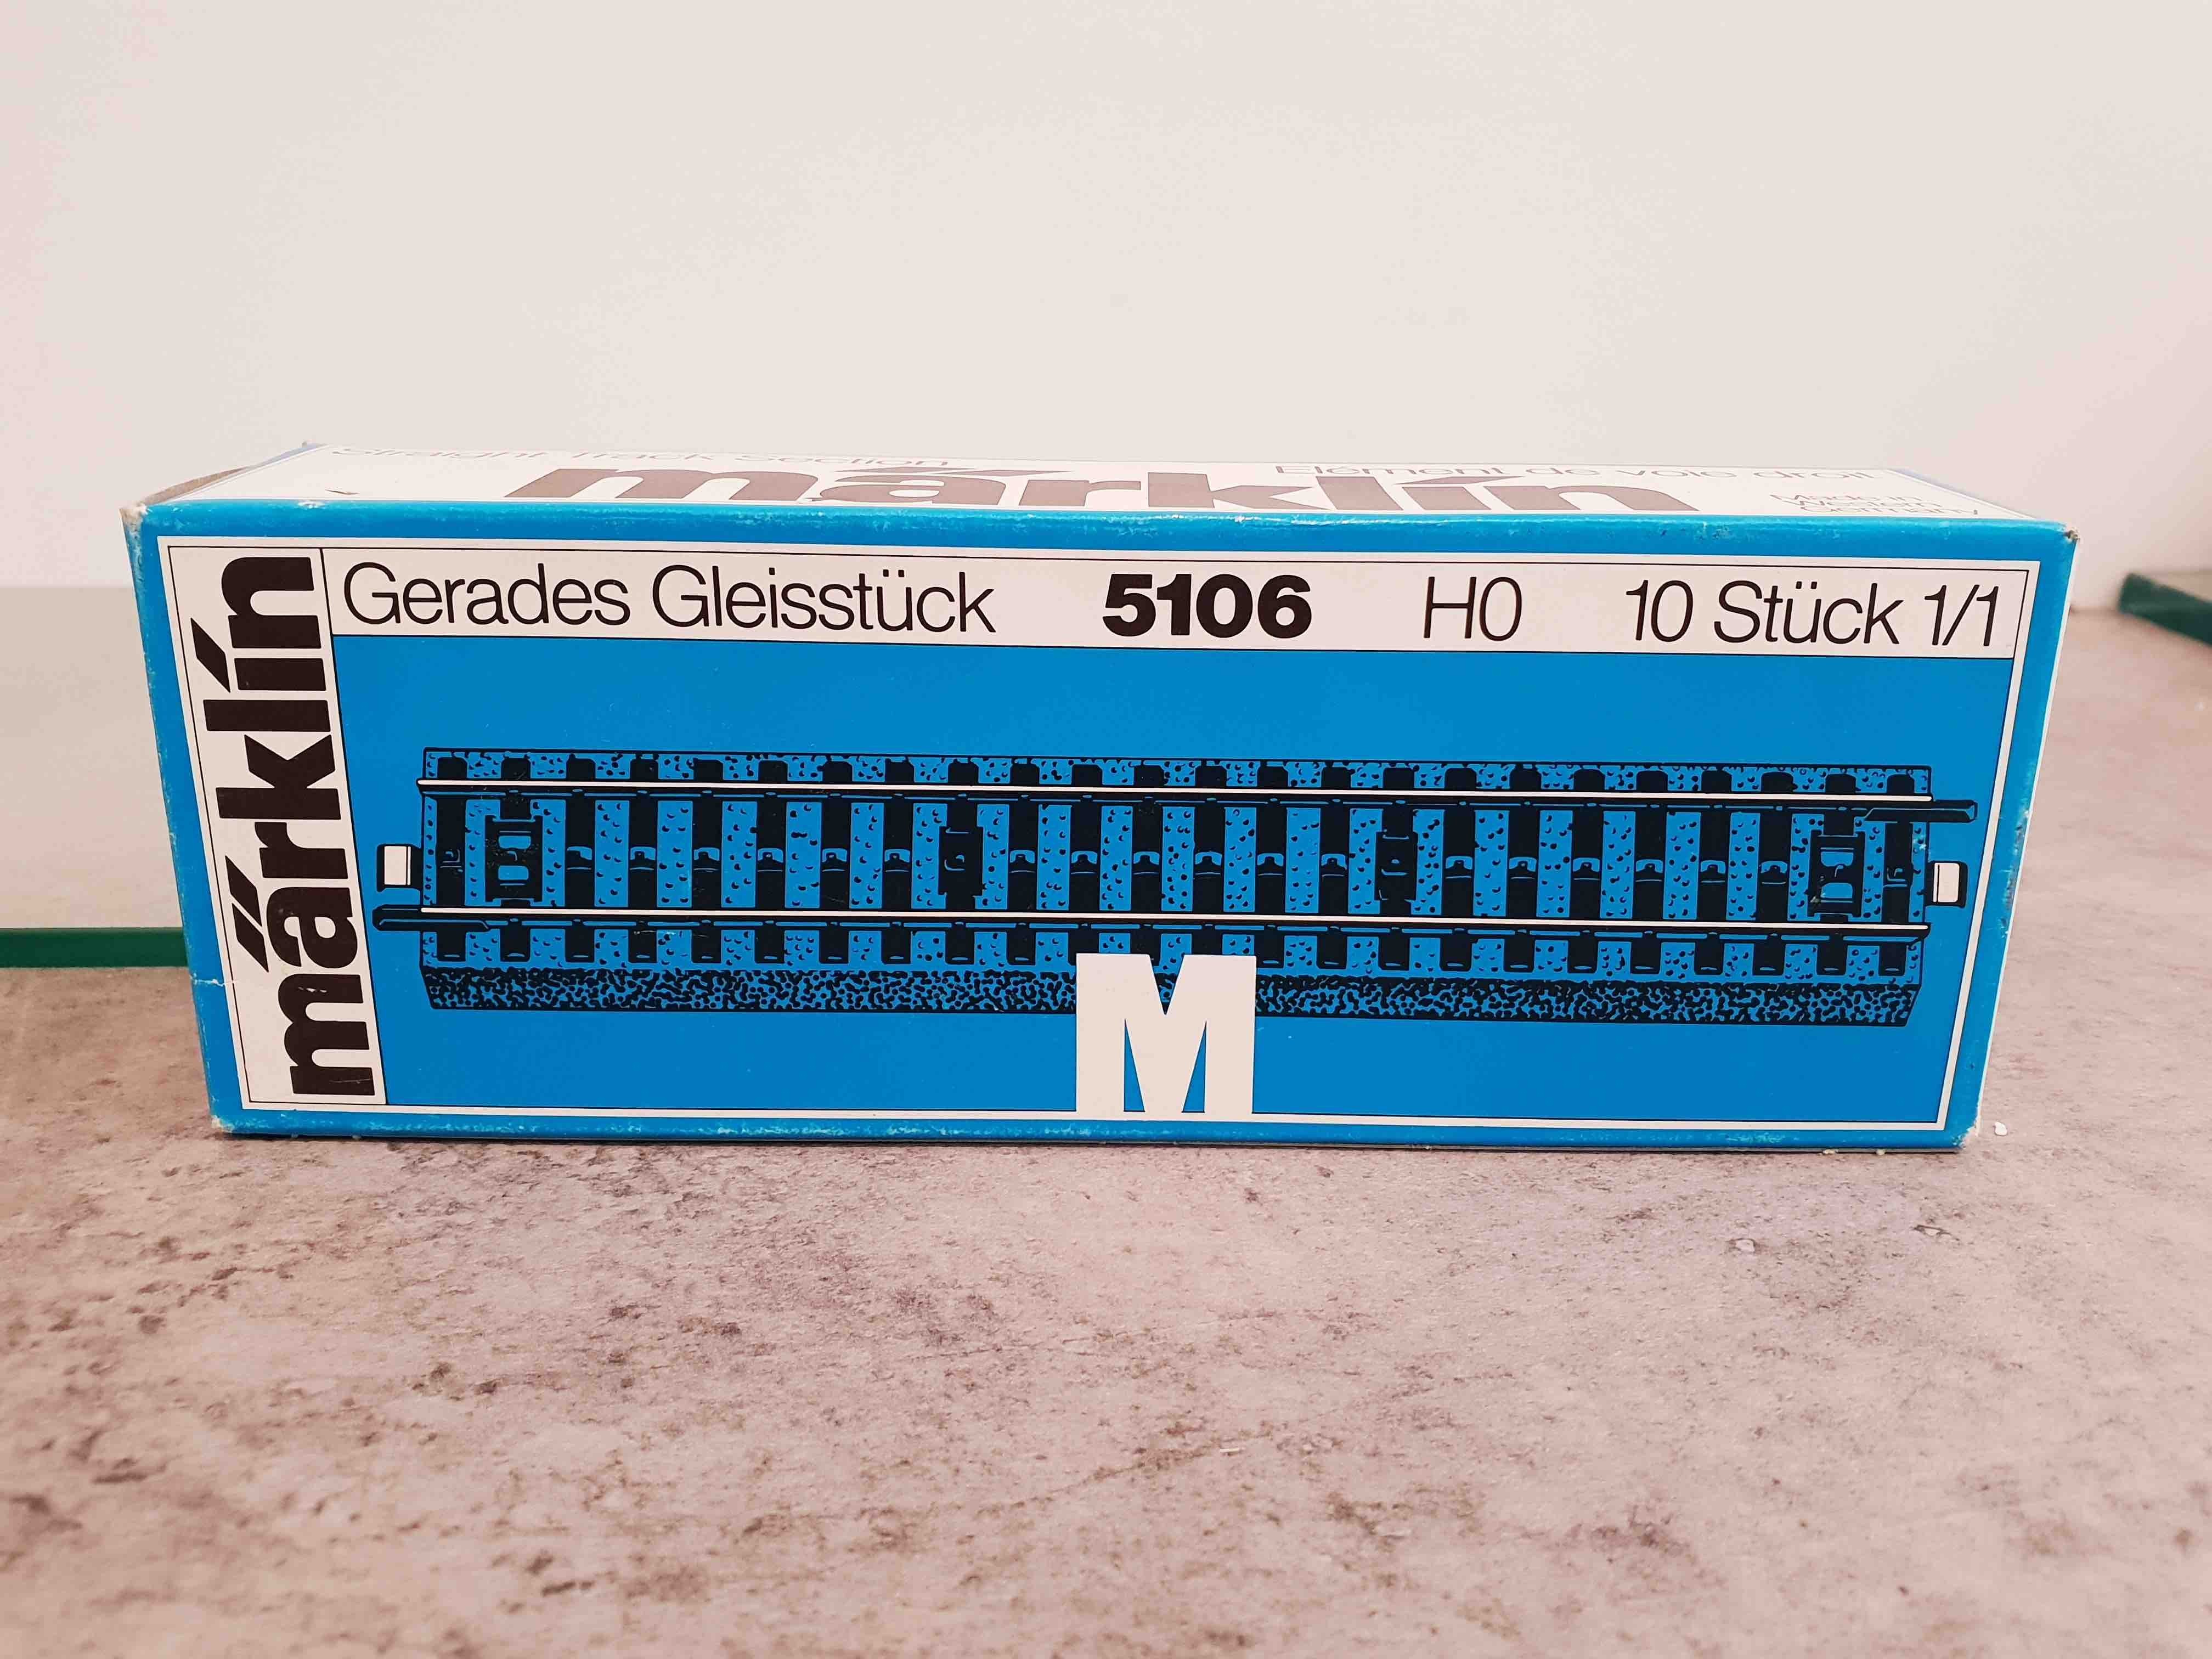 Straight Track Section
Elément de voie droit
märklin
Made in
Western
Germany
märklin
Gerades Gleisstück 5106 H0 10 Stück 1/1
M